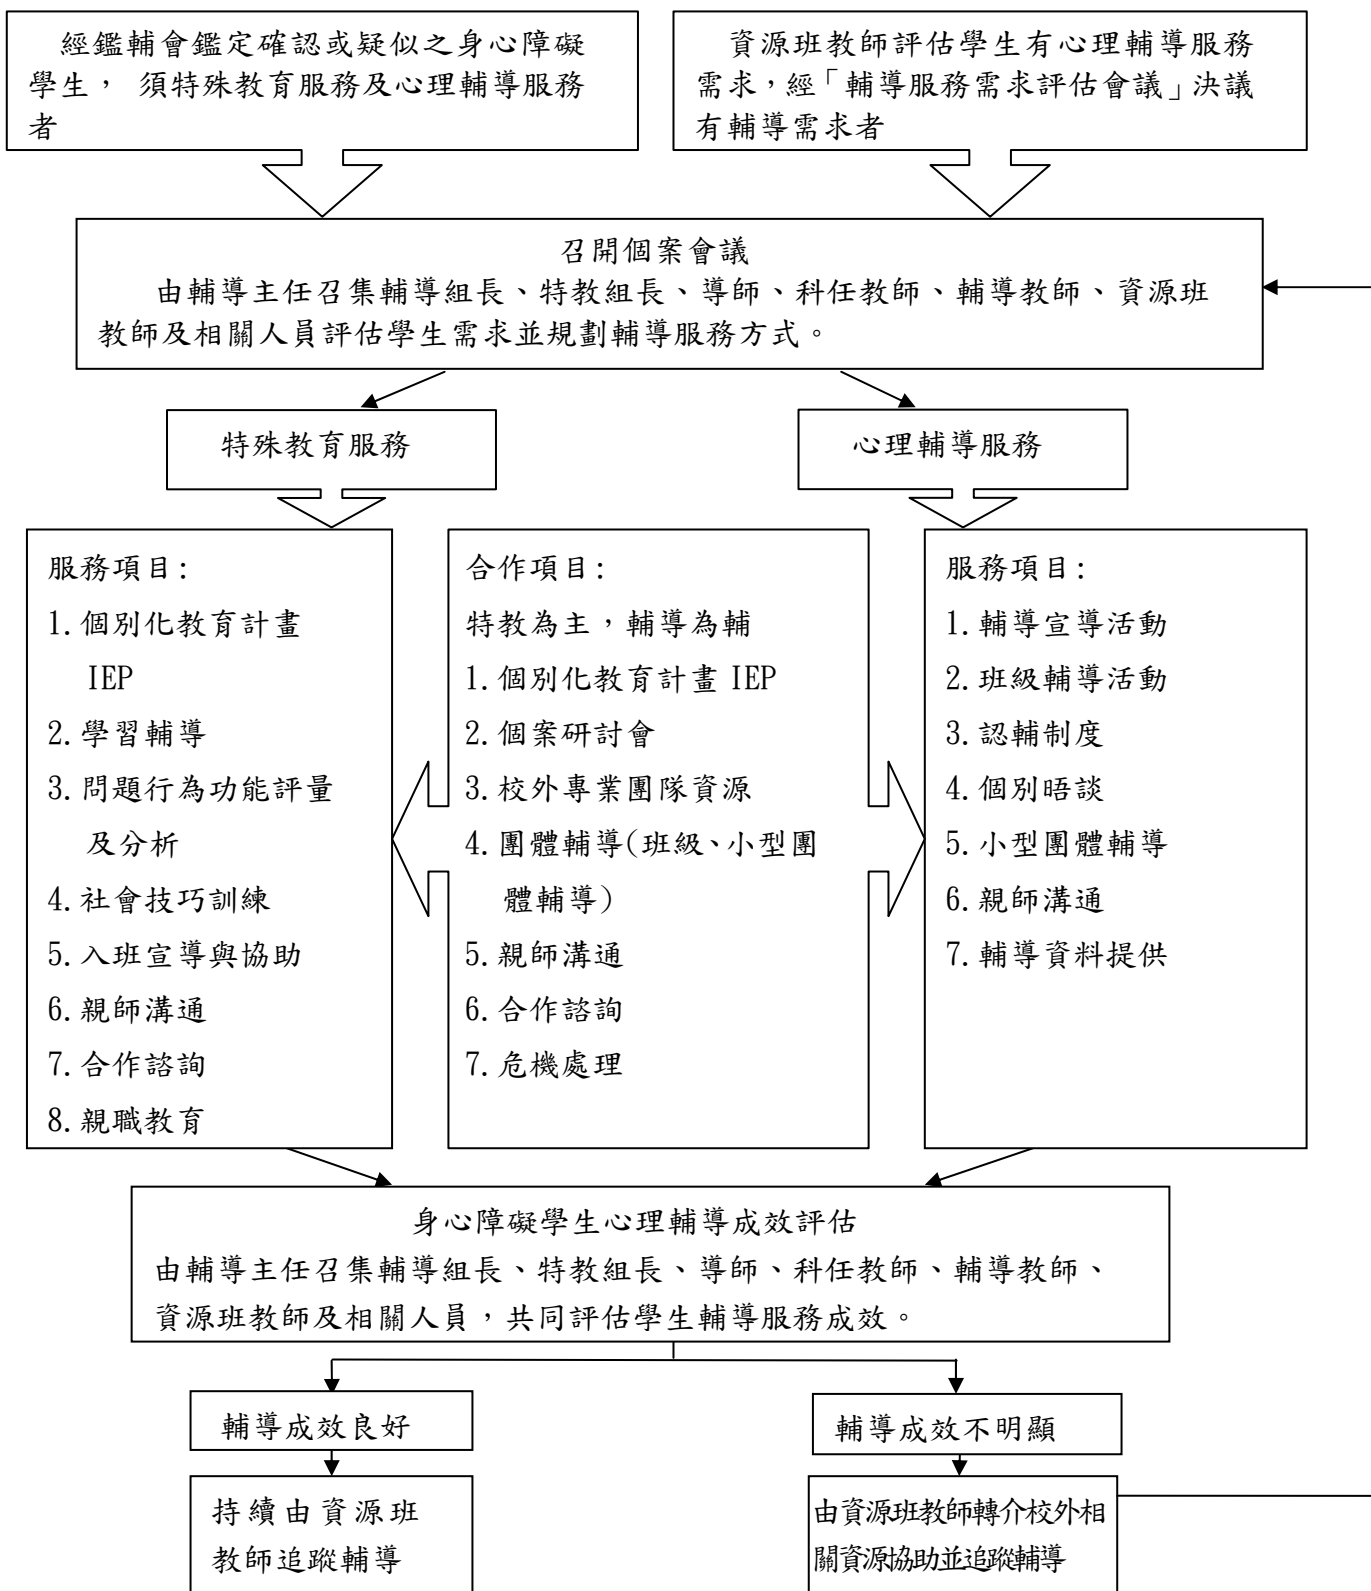 經鑑輔會鑑定確認或疑似之身心障礙
學生， 須特殊教育服務及心理輔導服務
者
資源班教師評估學生有心理輔導服務
需求，經「輔導服務需求評估會議」決議
有輔導需求者
召開個案會議
由輔導主任召集輔導組長、特教組長、導師、科任教師、輔導教師、資源班
教師及相關人員評估學生需求並規劃輔導服務方式。
特殊教育服務
心理輔導服務
服務項目:
1.個別化教育計畫
IEP
2.學習輔導
3.問題行為功能評量
及分析
4.社會技巧訓練
5.入班宣導與協助
6.親師溝通
7.合作諮詢
8.親職教育
合作項目:
特教為主，輔導為輔
1.個別化教育計畫 IEP
2.個案研討會
3.校外專業團隊資源
4.團體輔導(班級、小型團
體輔導)
5.親師溝通
6.合作諮詢
7.危機處理
服務項目:
1.輔導宣導活動
2.班級輔導活動
3.認輔制度
4.個別晤談
5.小型團體輔導
6.親師溝通
7.輔導資料提供
身心障礙學生心理輔導成效評估
由輔導主任召集輔導組長、特教組長、導師、科任教師、輔導教師、
資源班教師及相關人員，共同評估學生輔導服務成效。
輔導成效良好
輔導成效不明顯
持續由資源班
教師追蹤輔導
由資源班教師轉介校外相
關資源協助並追蹤輔導